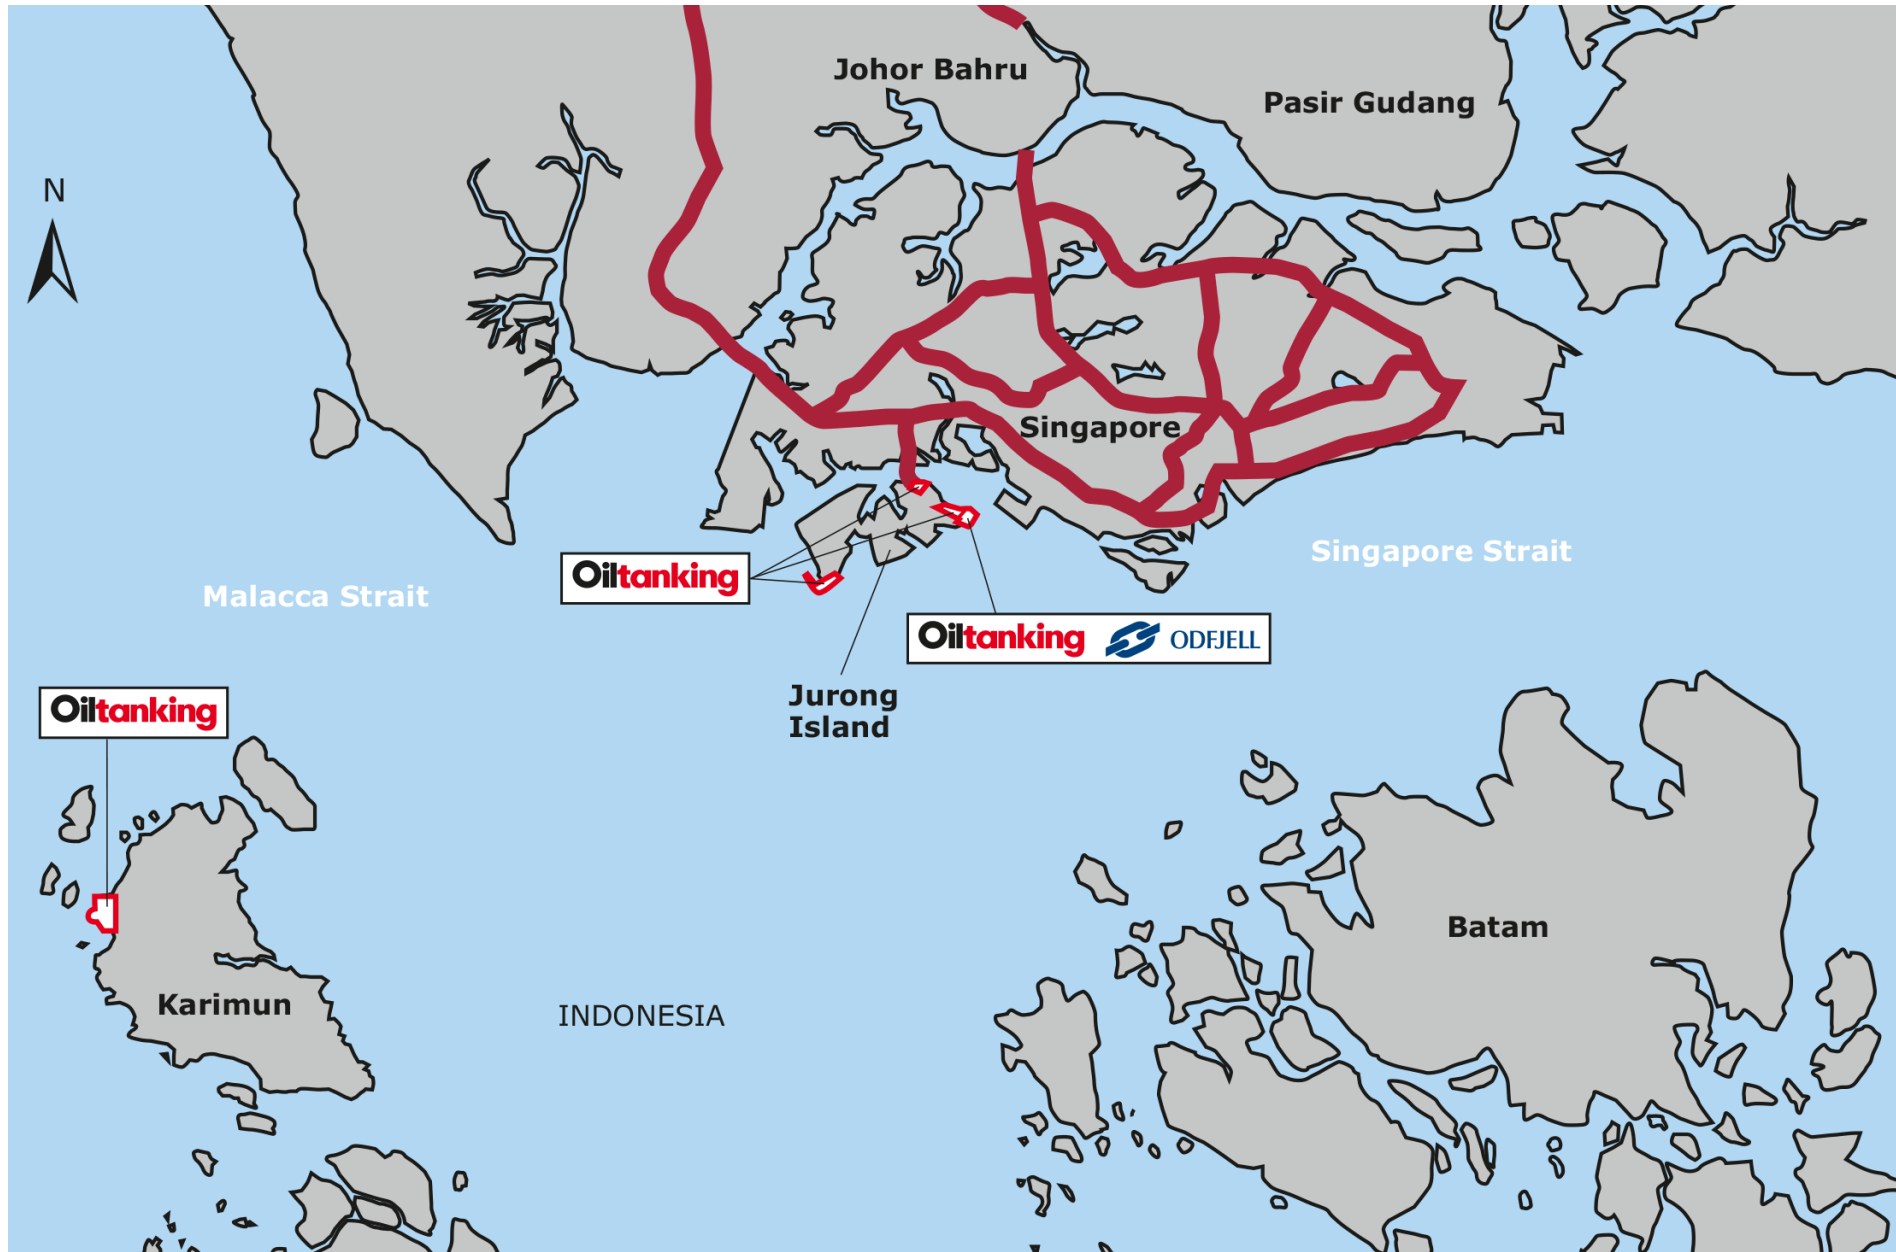 Johor Bahru
Pasir Gudang
N
Singapore
Singapore Strait
Oiltanking
Malacca Strait
Oiltanking ODFJELL
Jurong
Island
Oiltanking
Batam
Karimun
INDONESIA